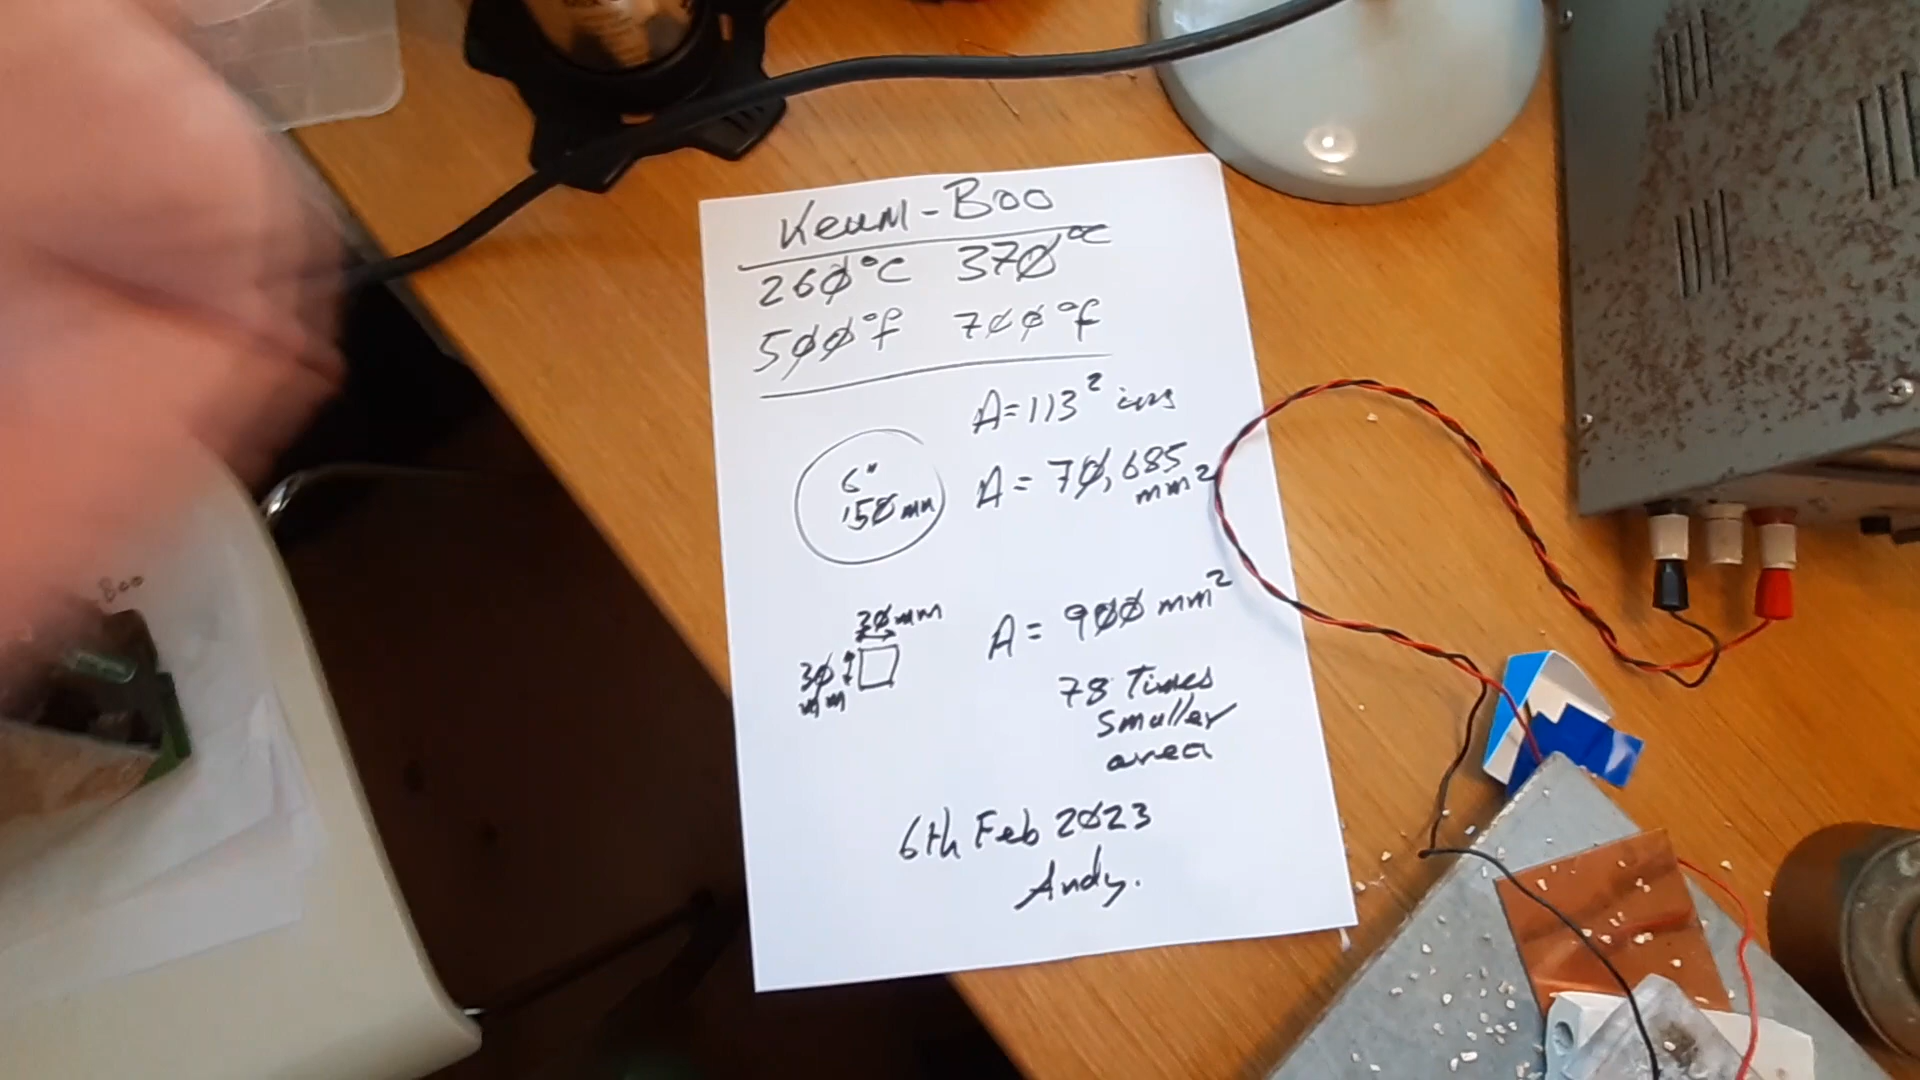 Keum-Boo
260°C 370°C
500°f 700°f
A=113² ins
6"
150mm
A = 70,685
mm²
30mm
30
mm
A = 900 mm²
78 Times
Smaller
area
6th Feb 2023
Andy.
Boo